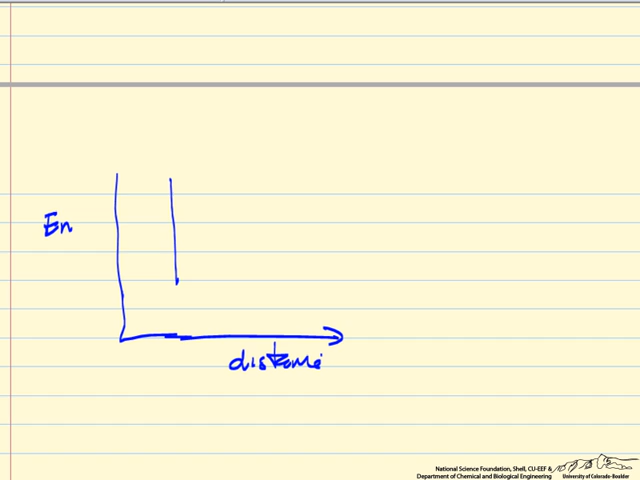 En
distance
National Science Foundation, Shell, CU-EEF &
Department of Chemical and Biological Engineering
University of Colorado-Boulder